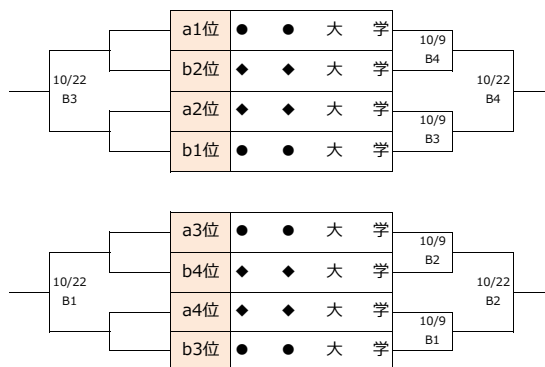 a1位 ● ● 大 学
10/9
B4
b2位 ◆ ◆ 大 学
10/22
B3
10/22
B4
a2位 ◆ ◆ 大 学
10/9
B3
b1位 ● ● 大 学
a3位 ● ● 大 学
10/9
B2
b4位 ◆ ◆ 大 学
10/22
B1
10/22
B2
a4位 ◆ ◆ 大 学
10/9
B1
b3位 ● ● 大 学